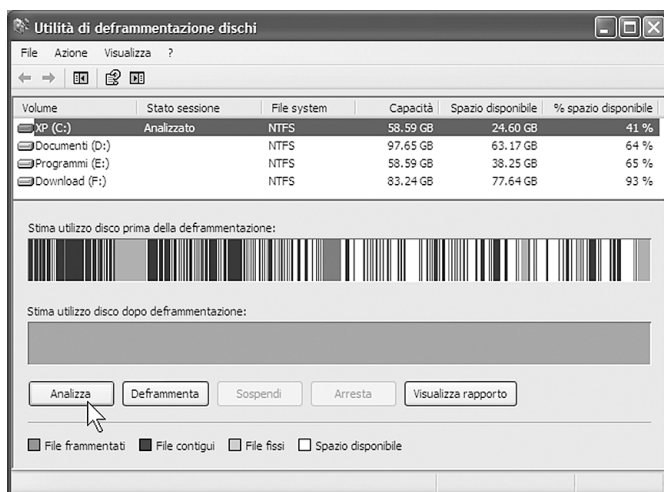 Utilità di deframmentazione dischi
File Azione Visualizza ?
Volume Stato sessione File system Capacità Spazio disponibile % spazio disponibile
XP (C:) Analizzato NTFS 58.59 GB 24.60 GB 41 %
Documenti (D:) NTFS 97.65 GB 63.17 GB 64 %
Programmi (E:) NTFS 58.59 GB 38.25 GB 65 %
Download (F:) NTFS 83.24 GB 77.64 GB 93 %
Stima utilizzo disco prima della deframmentazione:
Stima utilizzo disco dopo deframmentazione:
Analizza Deframmenta Sospendi Arresta Visualizza rapporto
File frammentati File contigui File fissi Spazio disponibile